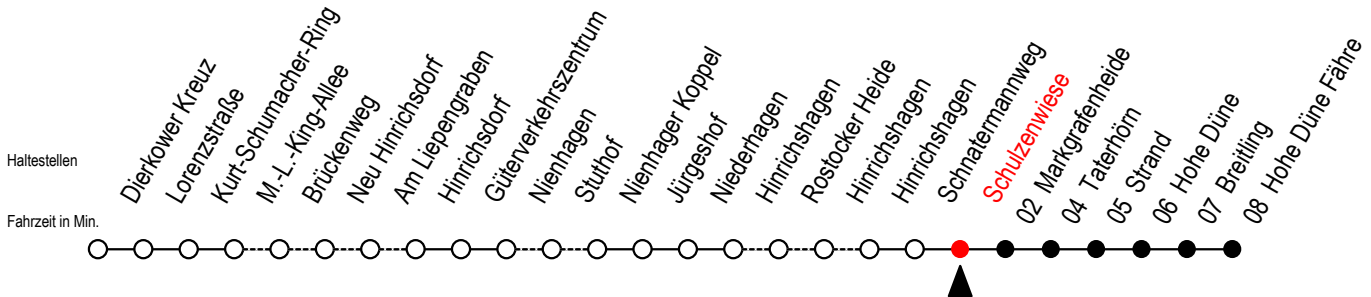 Haltestellen
Fahrzeit in Min.
Dierkower Kreuz
Lorenzstraße
Kurt-Schumacher-Ring
M.-L.-King-Allee
Brückenweg
Neu Hinrichsdorf
Am Liepengraben
Hinrichsdorf
Güterverkehrszentrum
Nienhagen
Stuthof
Nienhager Koppel
Jürgeshof
Niederhagen
Hinrichshagen
Rostocker Heide
Hinrichshagen
Hinrichshagen
Schnatermannweg
Schulzenwiese
02 Markgrafenheide
04 Taterhörn
05 Strand
06 Hohe Düne
07 Breitling
08 Hohe Düne Fähre